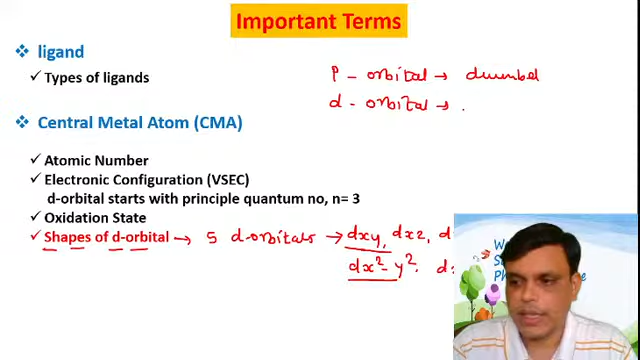 Important Terms
ligand
Types of ligands
P - orbital → dumbel
d - orbital →
Central Metal Atom (CMA)
Atomic Number
Electronic Configuration (VSEC)
d-orbital starts with principle quantum no, n= 3
Oxidation State
Shapes of d-orbital → 5 d-orbitals → dxy, dxz,
dx²-y²,